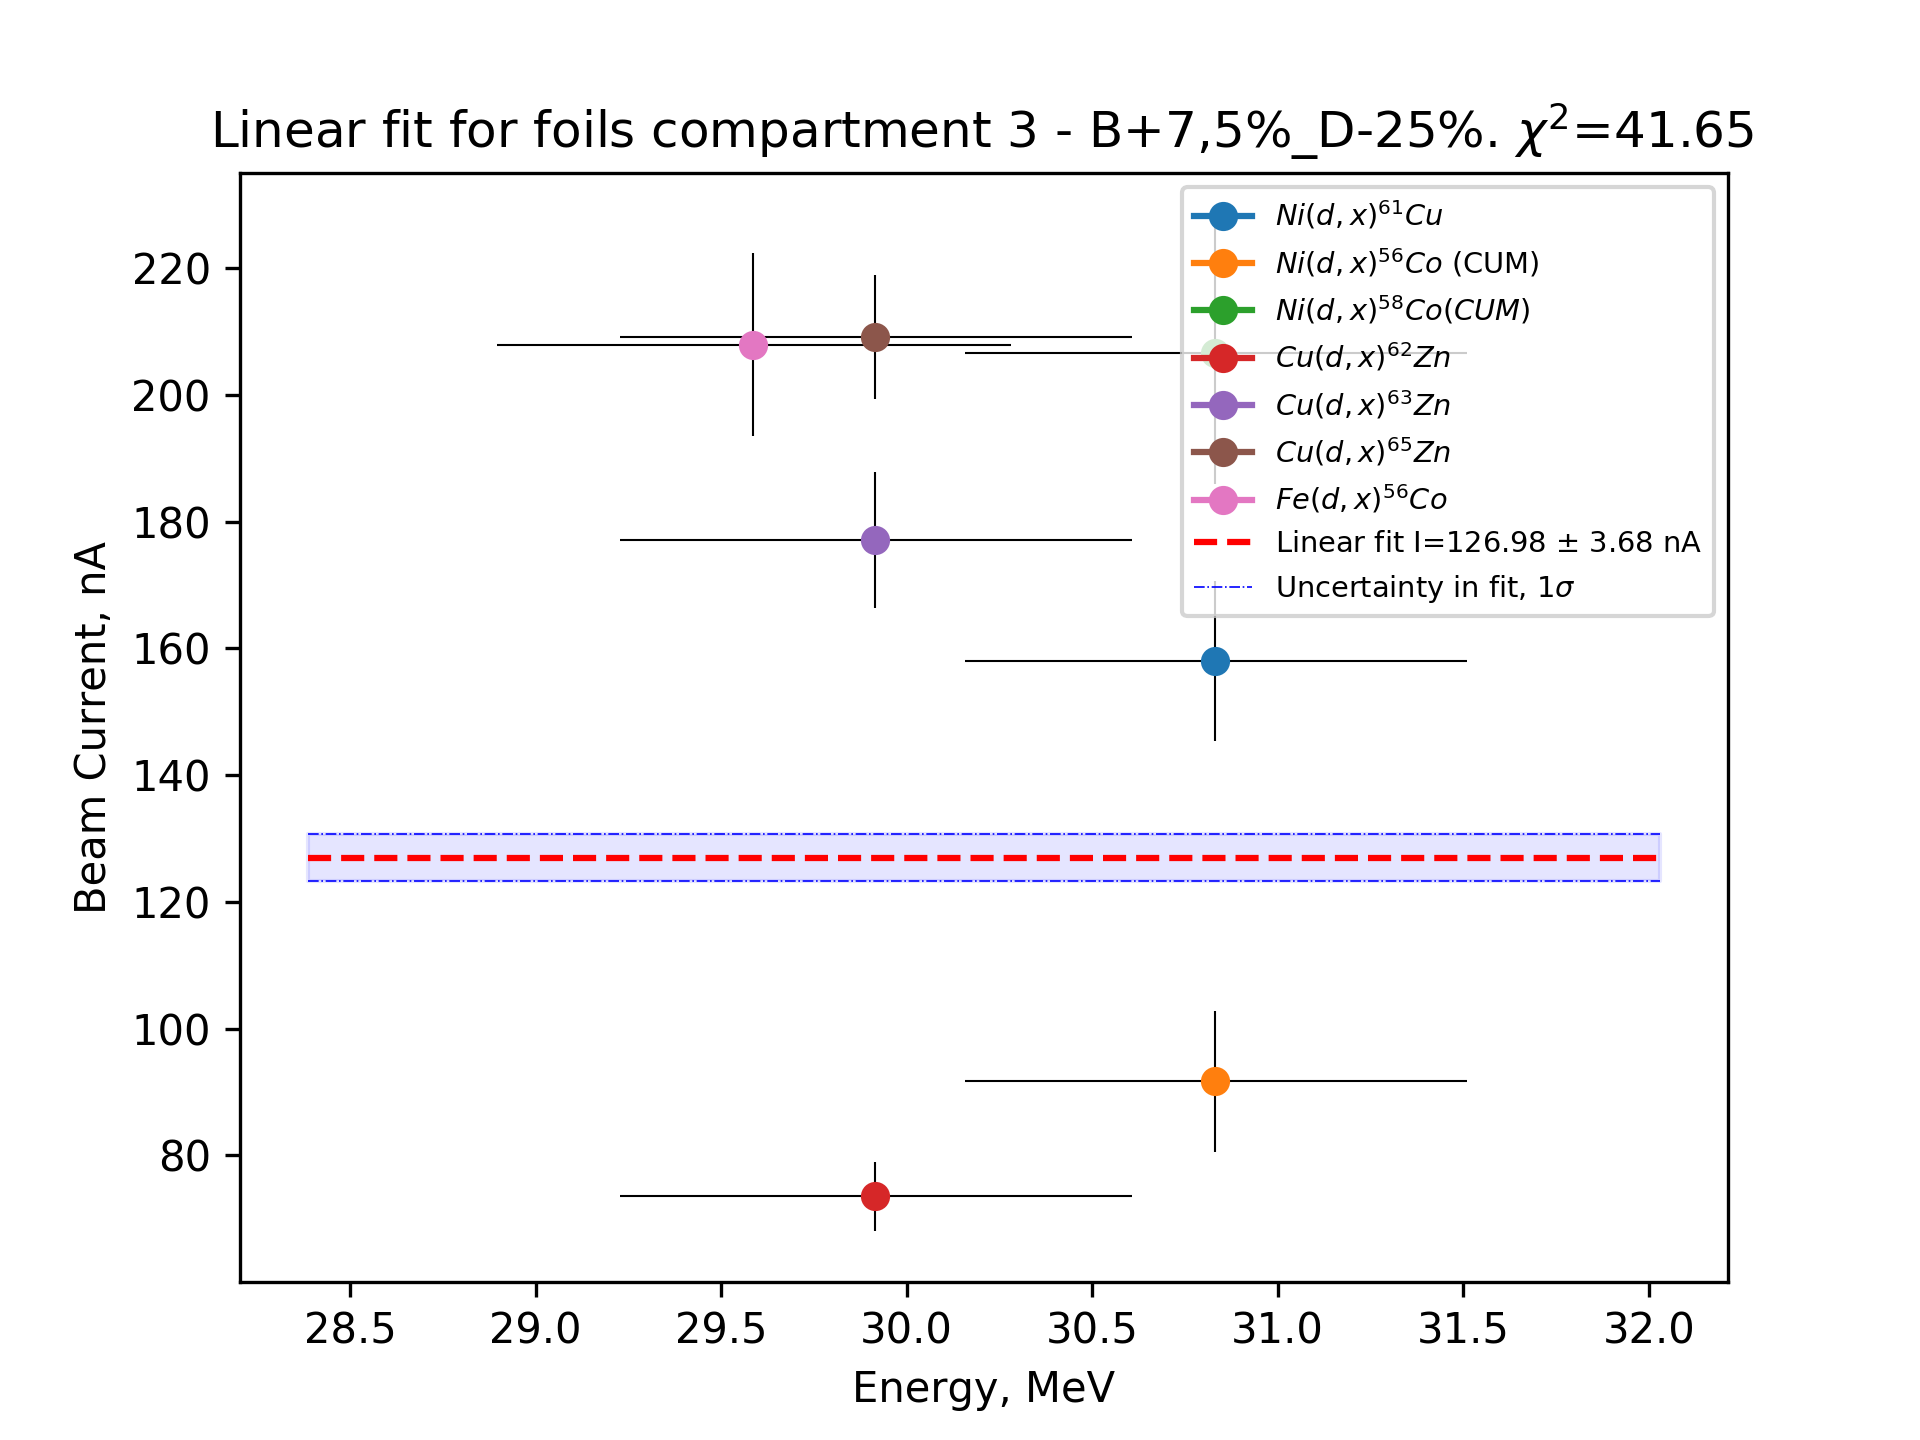 Linear fit for foils compartment 3 - B+7,5%_D-25%. χ²=41.65
Ni(d, x)⁶¹Cu
Ni(d, x)⁵⁶Co (CUM)
Ni(d, x)⁵⁸Co(CUM)
Cu(d, x)⁶²Zn
Cu(d, x)⁶³Zn
Cu(d, x)⁶⁵Zn
Fe(d, x)⁵⁶Co
Linear fit I=126.98 ± 3.68 nA
Uncertainty in fit, 1σ
220
200
180
160
140
120
100
80
Beam Current, nA
28.5 29.0 29.5 30.0 30.5 31.0 31.5 32.0
Energy, MeV